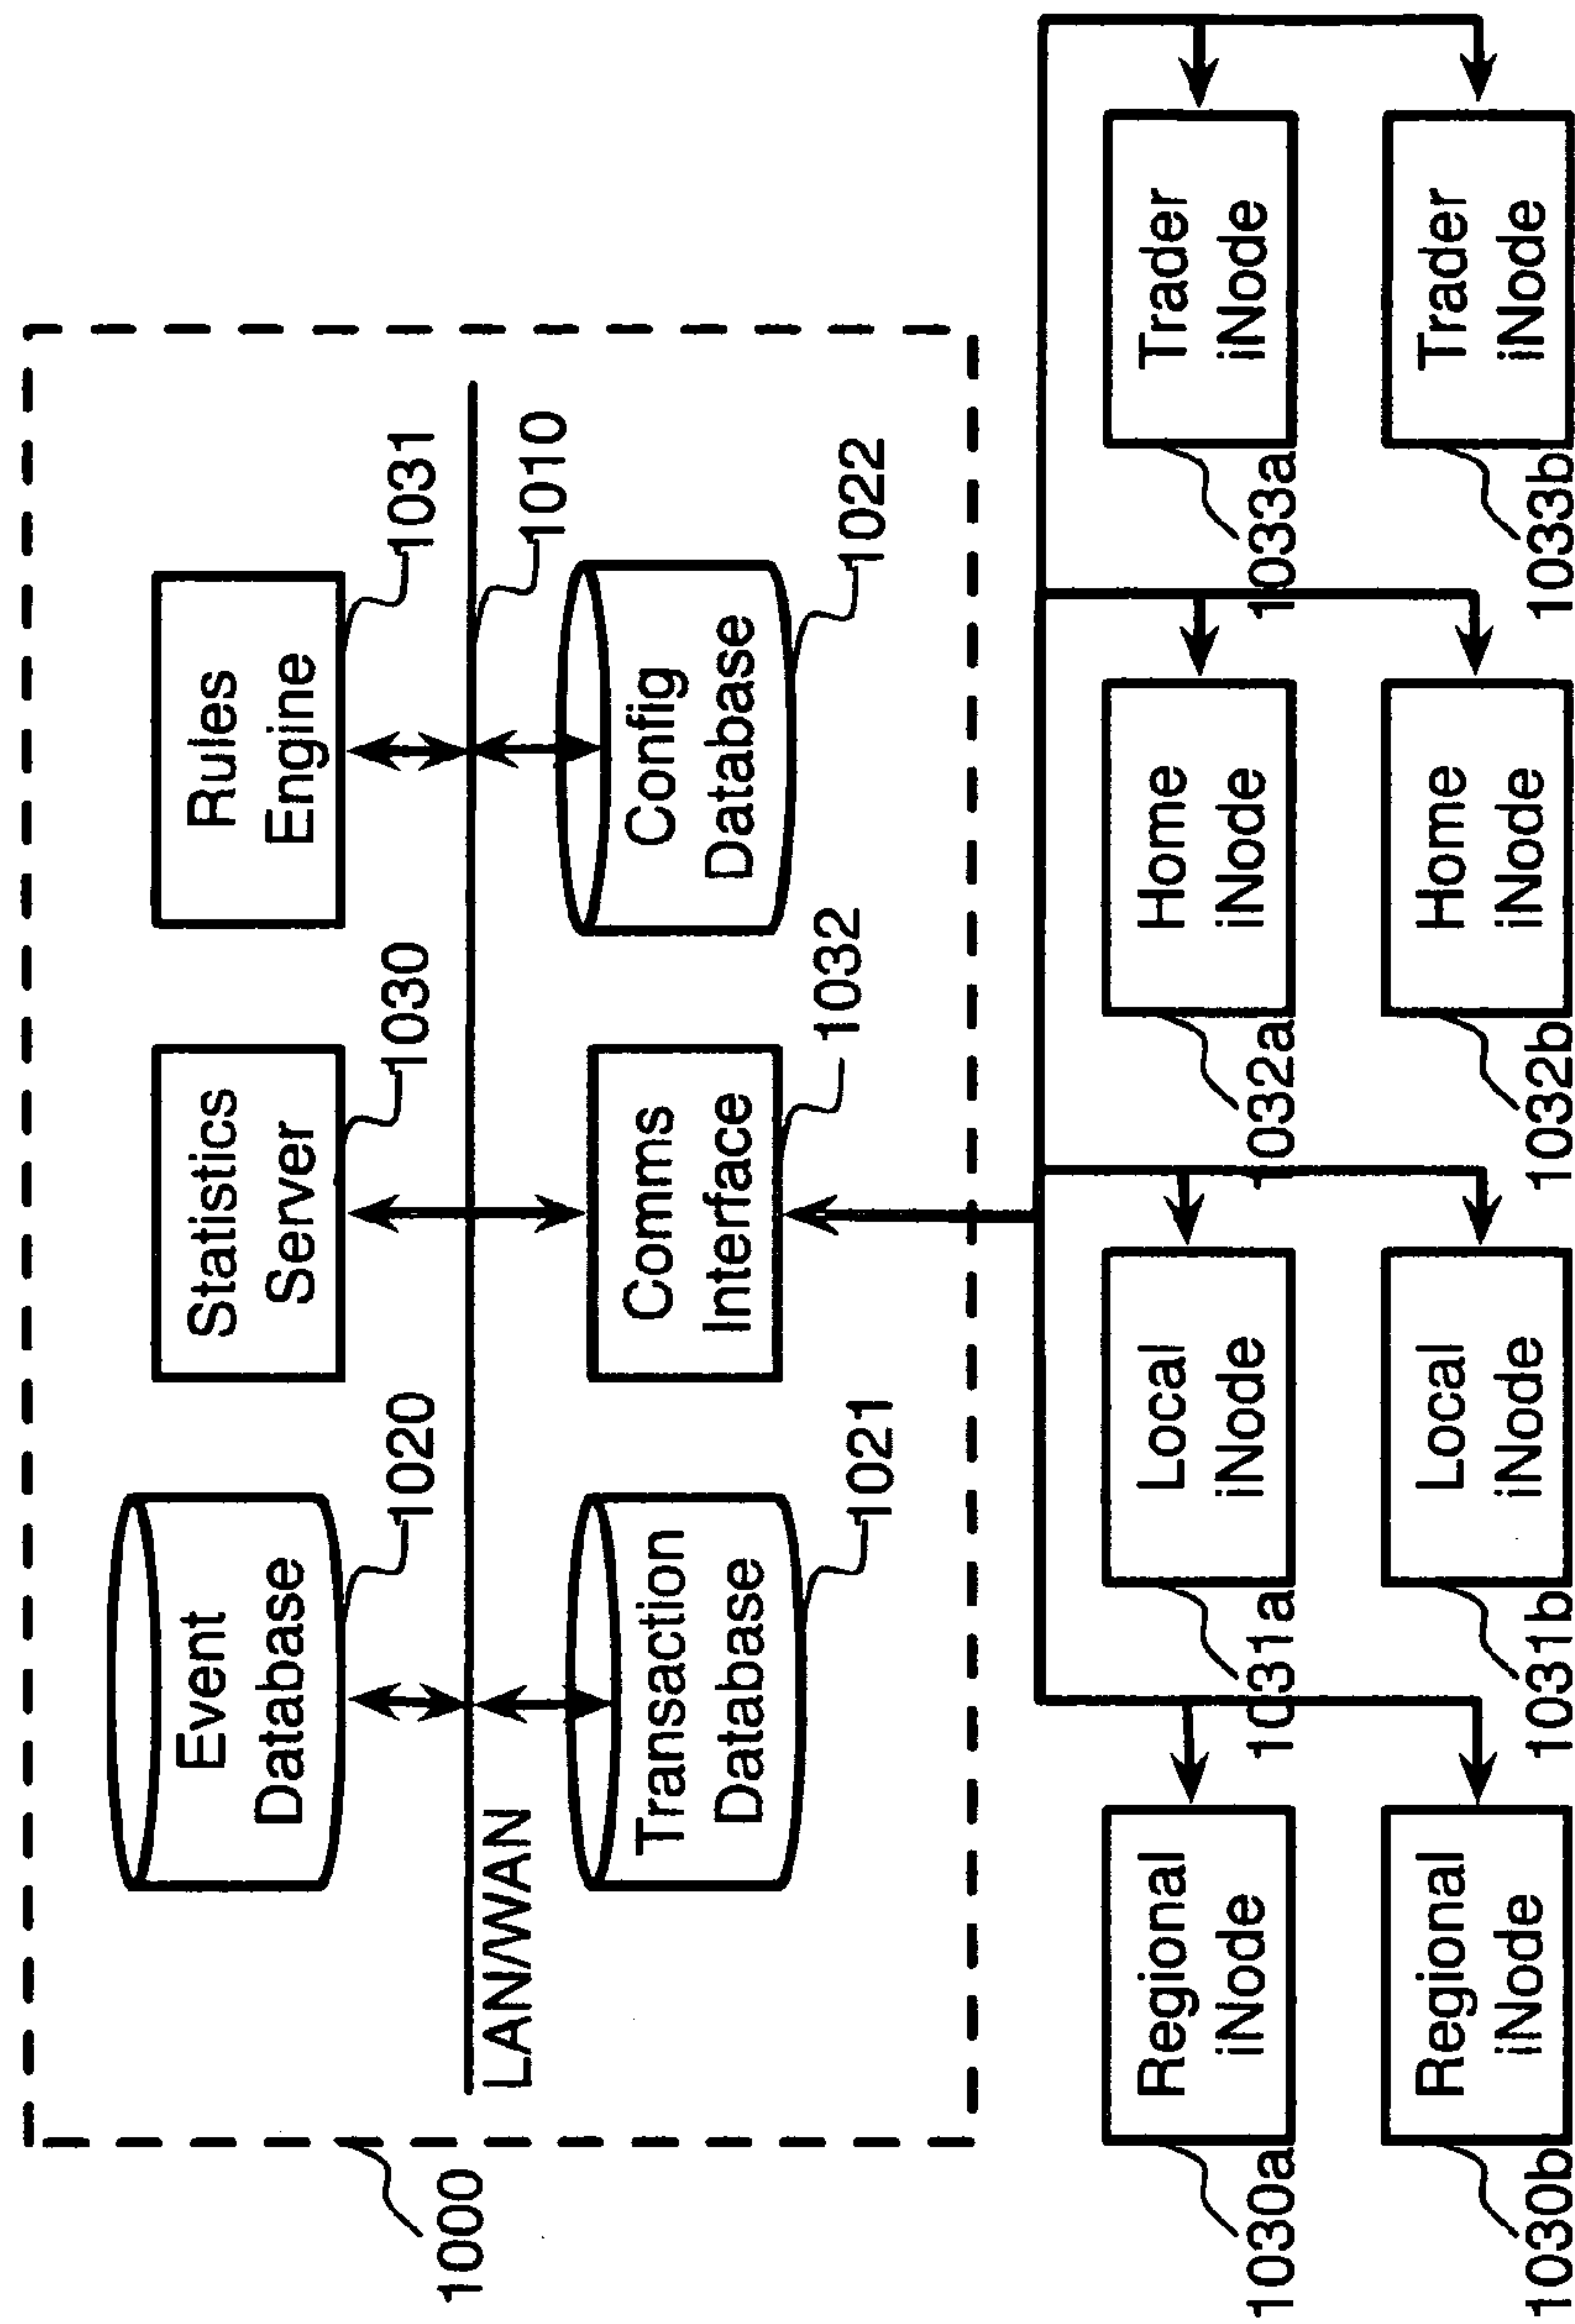 1000
Event
Database
1020
Statistics
Server
1030
Rules
Engine
1031
LAN/WAN
1010
Transaction
Database
1021
Comms
Interface
1032
Config
Database
1022
Regional
iNode
1030a
Local
iNode
1031a
Home
iNode
1032a
Trader
iNode
1033a
Regional
iNode
1030b
Local
iNode
1031b
Home
iNode
1032b
Trader
iNode
1033b